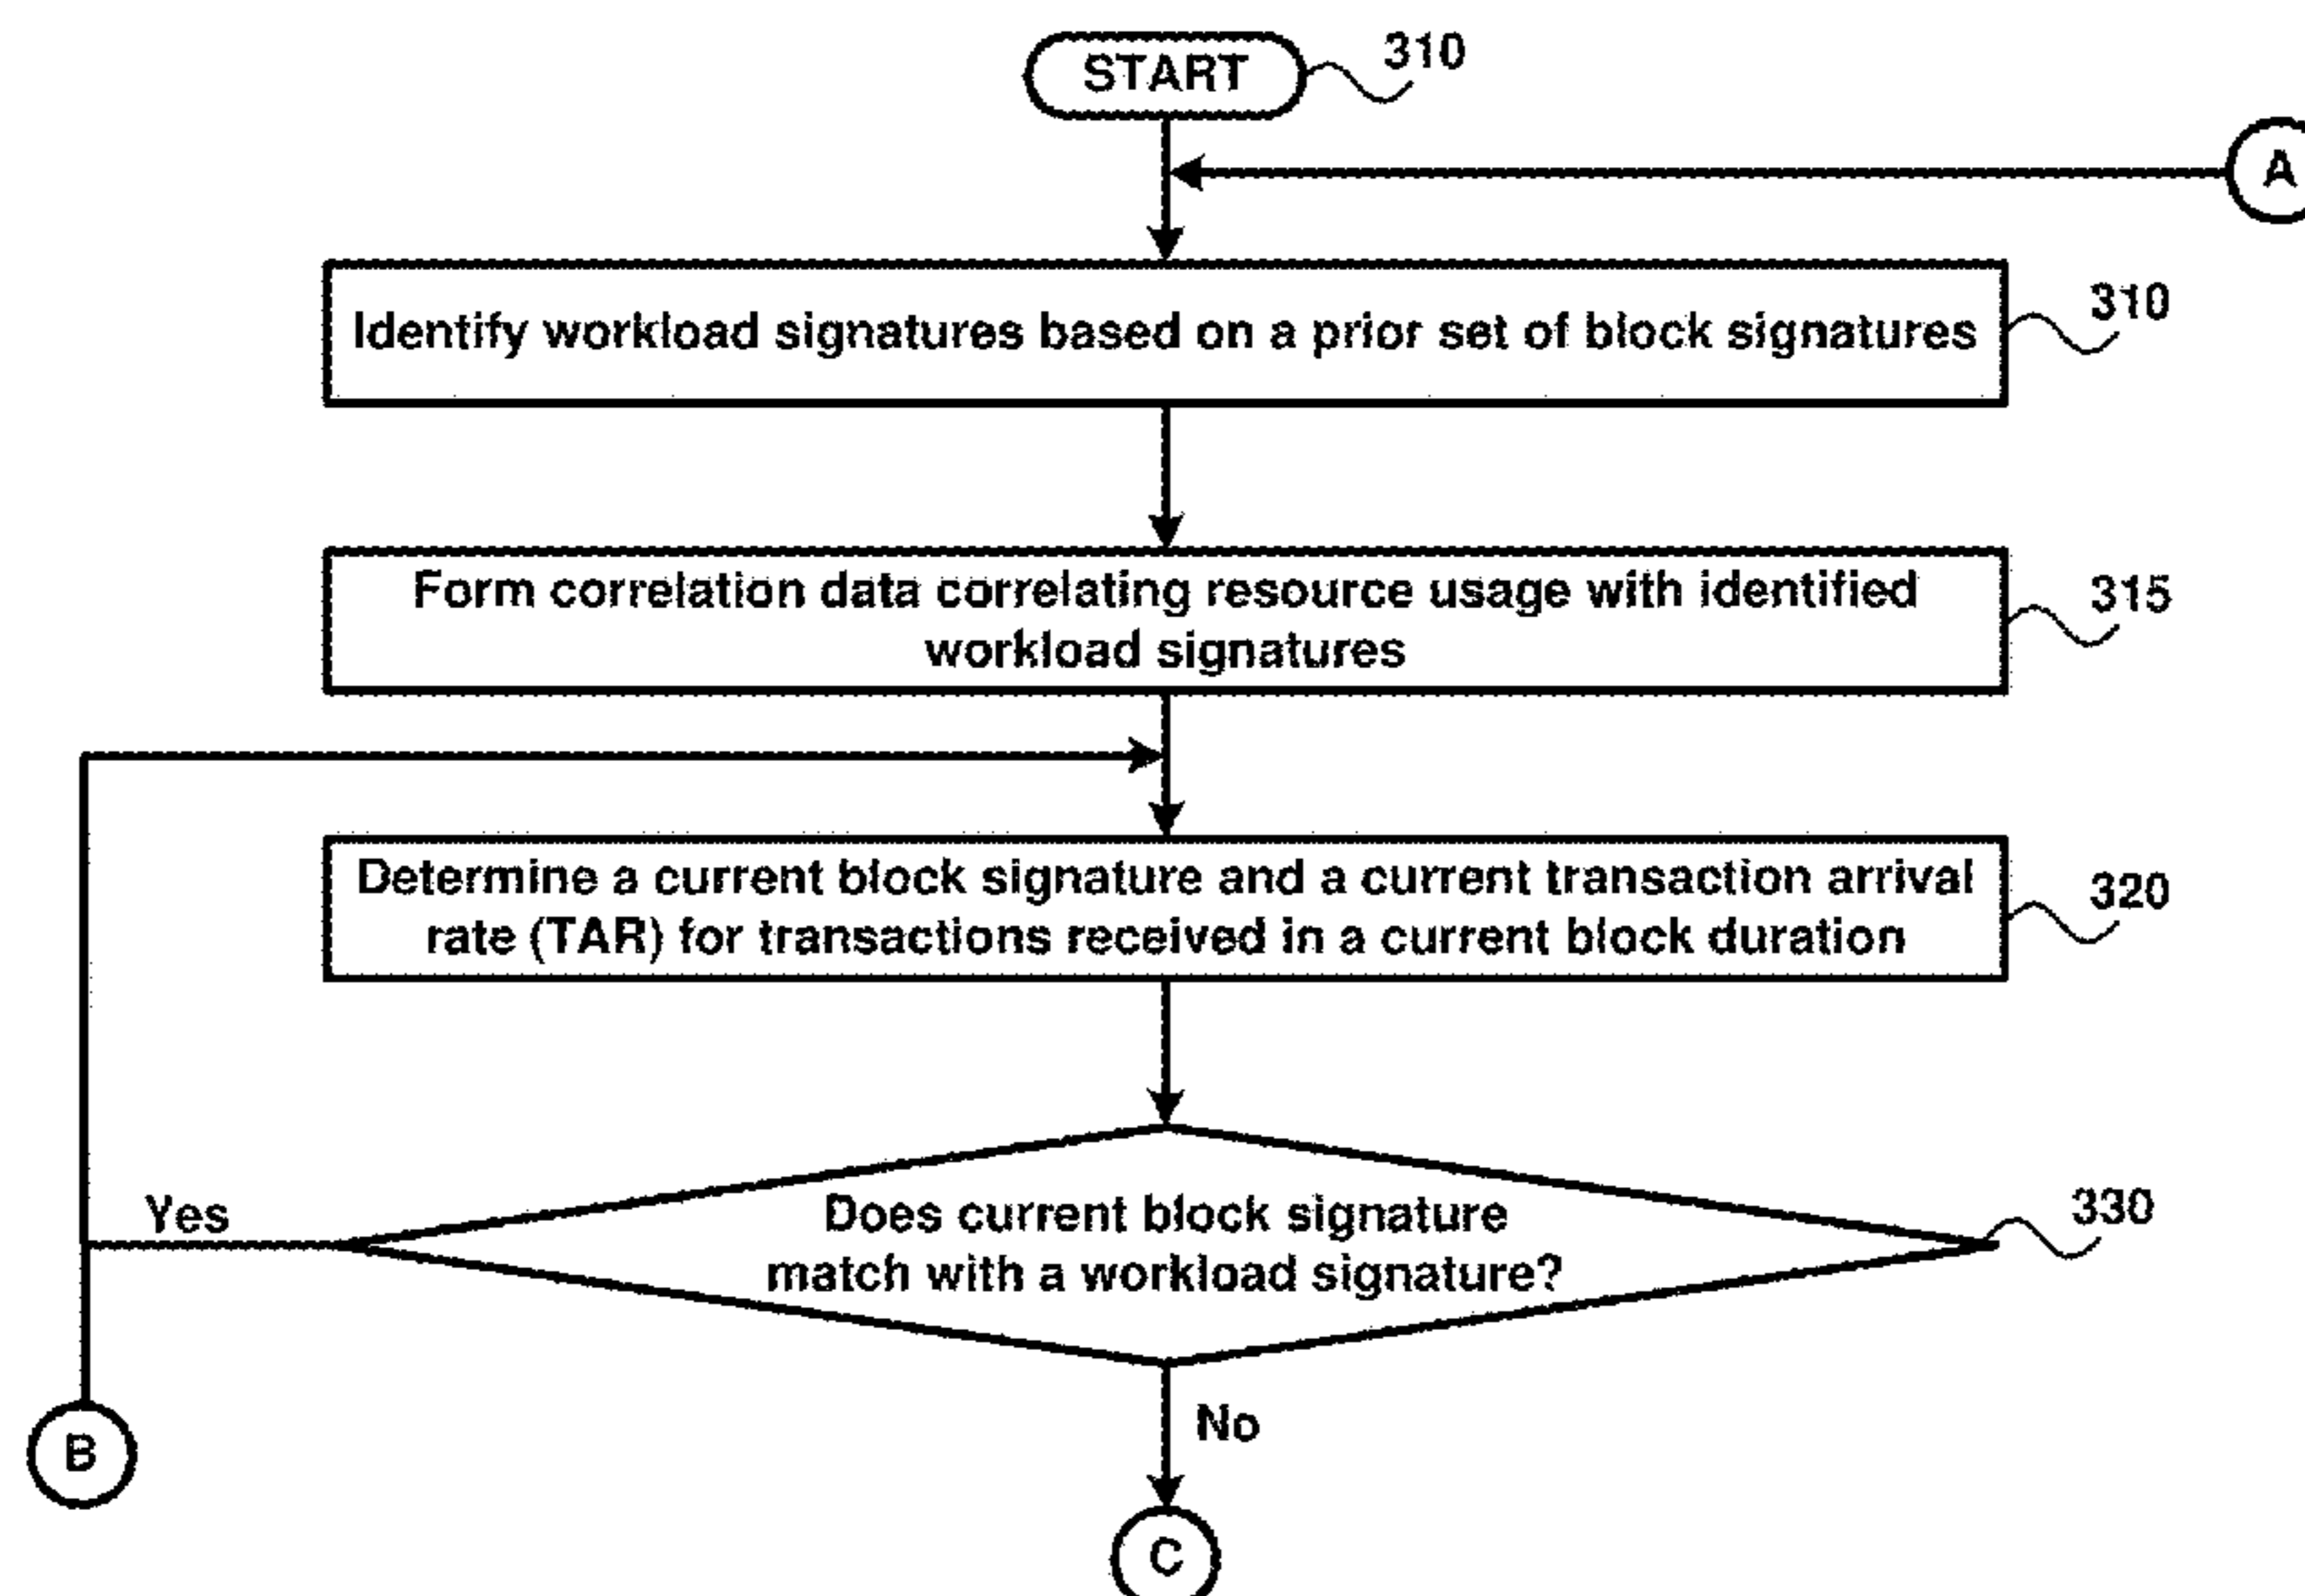 START
310
A
Identify workload signatures based on a prior set of block signatures
310
Form correlation data correlating resource usage with identified
workload signatures
315
Determine a current block signature and a current transaction arrival
rate (TAR) for transactions received in a current block duration
320
Yes
Does current block signature
match with a workload signature?
330
No
B
C